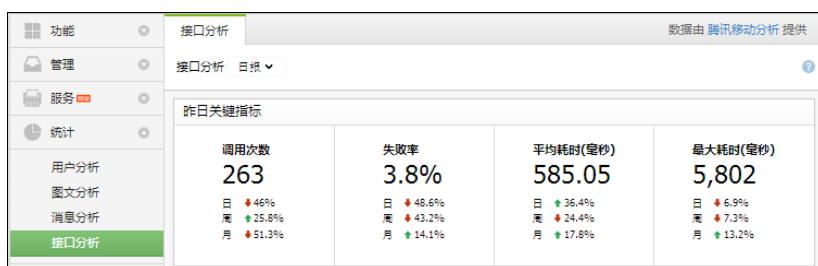 功能
管理
服务 NEW
统计
用户分析
图文分析
消息分析
接口分析
接口分析
数据由 腾讯移动分析 提供
接口分析 日报
?
昨日关键指标
调用次数
263
日 46%
周 25.8%
月 51.3%
失败率
3.8%
日 48.6%
周 43.2%
月 14.1%
平均耗时(毫秒)
585.05
日 36.4%
周 24.4%
月 17.8%
最大耗时(毫秒)
5,802
日 6.9%
周 7.3%
月 13.2%